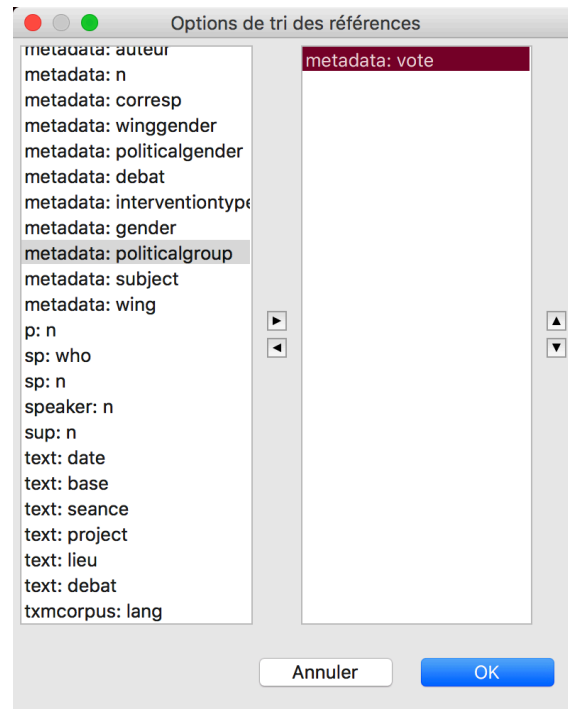 Options de tri des références
metadata: auteur
metadata: n
metadata: corresp
metadata: winggender
metadata: politicalgender
metadata: debat
metadata: interventiontype
metadata: gender
metadata: politicalgroup
metadata: subject
metadata: wing
p: n
sp: who
sp: n
speaker: n
sup: n
text: date
text: base
text: seance
text: project
text: lieu
text: debat
txmcorpus: lang
metadata: vote
Annuler
OK